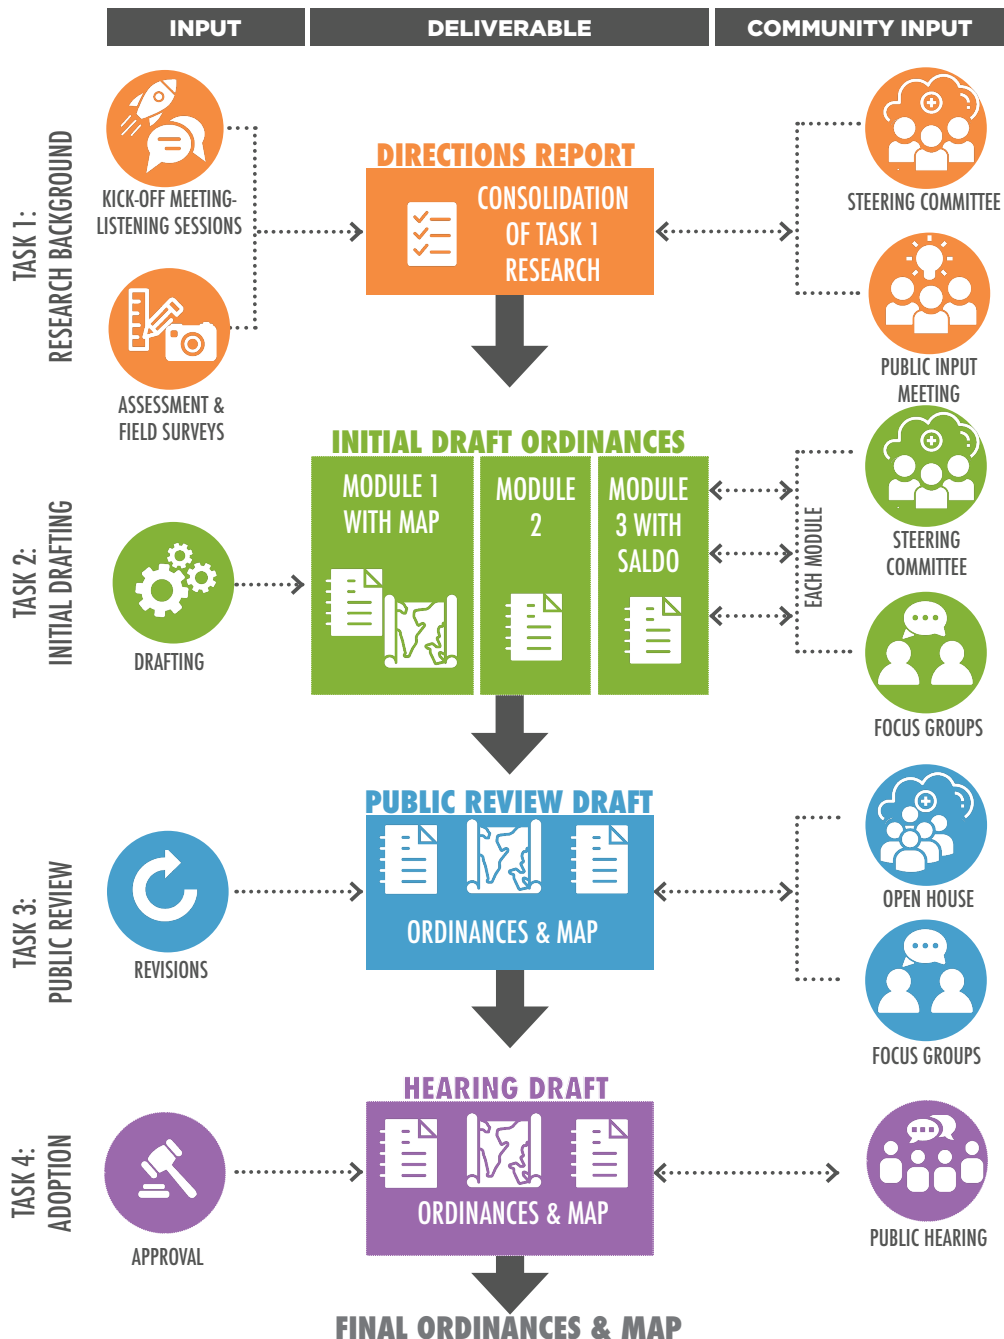 INPUT
DELIVERABLE
COMMUNITY INPUT
TASK 1:
RESEARCH BACKGROUND
KICK-OFF MEETING-
LISTENING SESSIONS
ASSESSMENT &
FIELD SURVEYS
DIRECTIONS REPORT
CONSOLIDATION
OF TASK 1
RESEARCH
STEERING COMMITTEE
PUBLIC INPUT
MEETING
TASK 2:
INITIAL DRAFTING
DRAFTING
INITIAL DRAFT ORDINANCES
MODULE 1
WITH MAP
MODULE
2
MODULE
3 WITH
SALDO
EACH MODULE
STEERING
COMMITTEE
FOCUS GROUPS
TASK 3:
PUBLIC REVIEW
REVISIONS
PUBLIC REVIEW DRAFT
ORDINANCES & MAP
OPEN HOUSE
FOCUS GROUPS
TASK 4:
ADOPTION
APPROVAL
HEARING DRAFT
ORDINANCES & MAP
PUBLIC HEARING
FINAL ORDINANCES & MAP